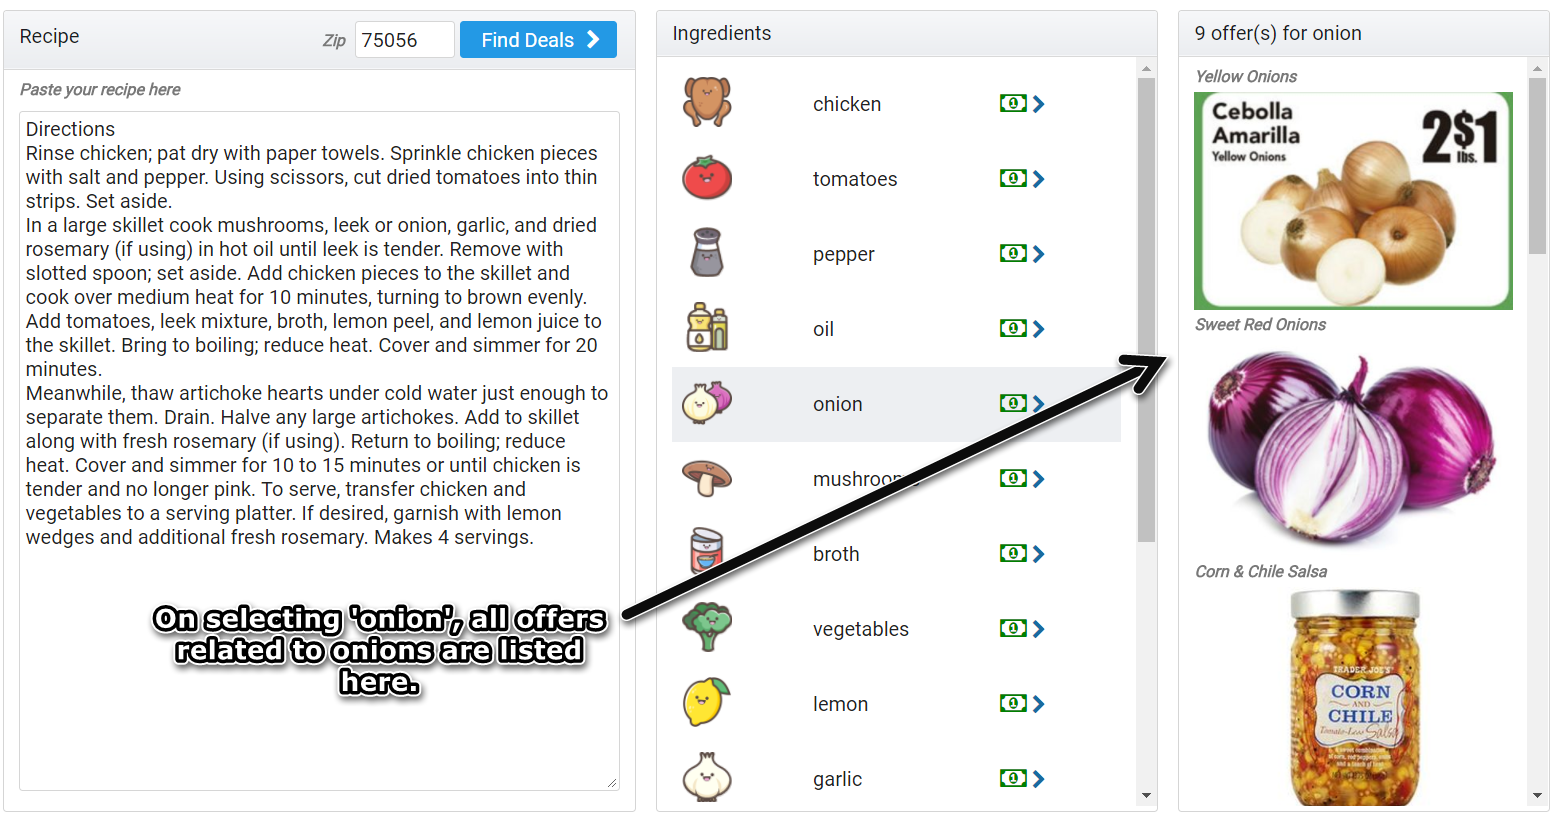 Recipe
Zip 75056 Find Deals
Paste your recipe here
Directions
Rinse chicken; pat dry with paper towels. Sprinkle chicken pieces
with salt and pepper. Using scissors, cut dried tomatoes into thin
strips. Set aside.
In a large skillet cook mushrooms, leek or onion, garlic, and dried
rosemary (if using) in hot oil until leek is tender. Remove with
slotted spoon; set aside. Add chicken pieces to the skillet and
cook over medium heat for 10 minutes, turning to brown evenly.
Add tomatoes, leek mixture, broth, lemon peel, and lemon juice to
the skillet. Bring to boiling; reduce heat. Cover and simmer for 20
minutes.
Meanwhile, thaw artichoke hearts under cold water just enough to
separate them. Drain. Halve any large artichokes. Add to skillet
along with fresh rosemary (if using). Return to boiling; reduce
heat. Cover and simmer for 10 to 15 minutes or until chicken is
tender and no longer pink. To serve, transfer chicken and
vegetables to a serving platter. If desired, garnish with lemon
wedges and additional fresh rosemary. Makes 4 servings.
On selecting 'onion', all offers
related to onions are listed
here.
Ingredients
chicken
tomatoes
pepper
oil
onion
mushrooms
broth
vegetables
lemon
garlic
9 offer(s) for onion
Yellow Onions
Cebolla
Amarilla
Yellow Onions
2 lbs. $1
Sweet Red Onions
Corn & Chile Salsa
TRADER JOE'S
CORN
AND
CHILE
Tomato-Less Salsa